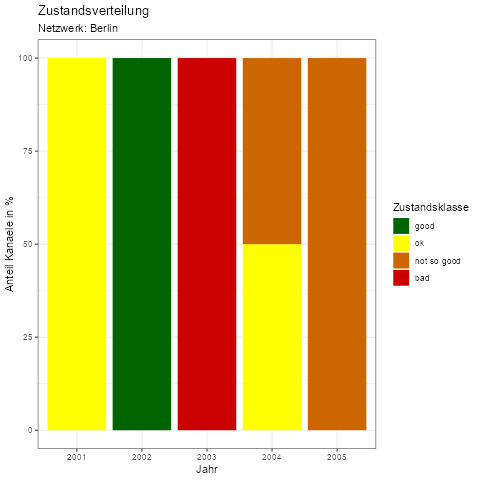 Zustandsverteilung
Netzwerk: Berlin
Anteil Kanaele in %
100
75
50
25
0
2001 2002 2003 2004 2005
Jahr
Zustandsklasse
good
ok
not so good
bad